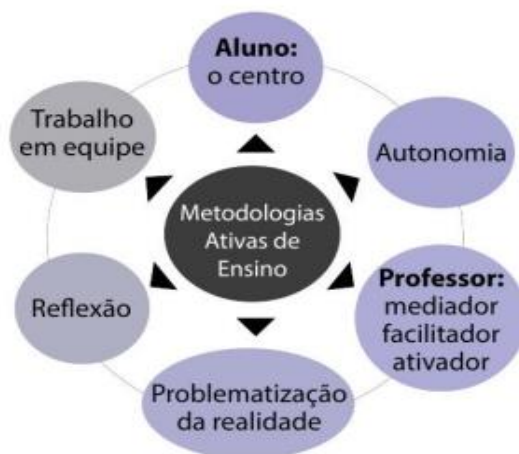 Aluno:
o centro
Trabalho
em equipe
Autonomia
Metodologias
Ativas de
Ensino
Professor:
mediador
facilitador
ativador
Reflexão
Problematização
da realidade